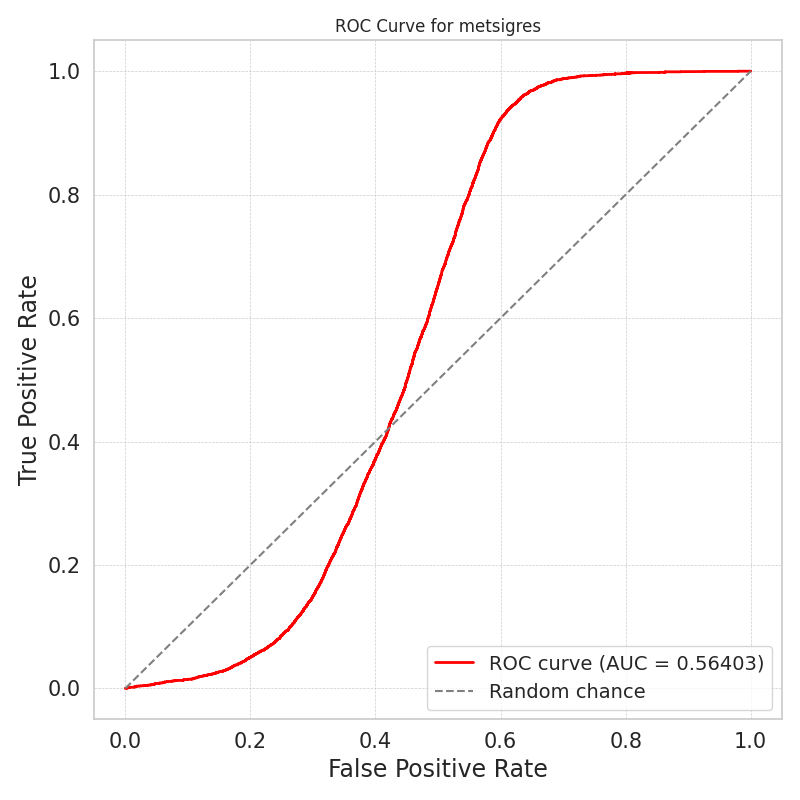 ROC Curve for metsigres
True Positive Rate
1.0
0.8
0.6
0.4
0.2
0.0
ROC curve (AUC = 0.56403)
Random chance
0.0 0.2 0.4 0.6 0.8 1.0
False Positive Rate